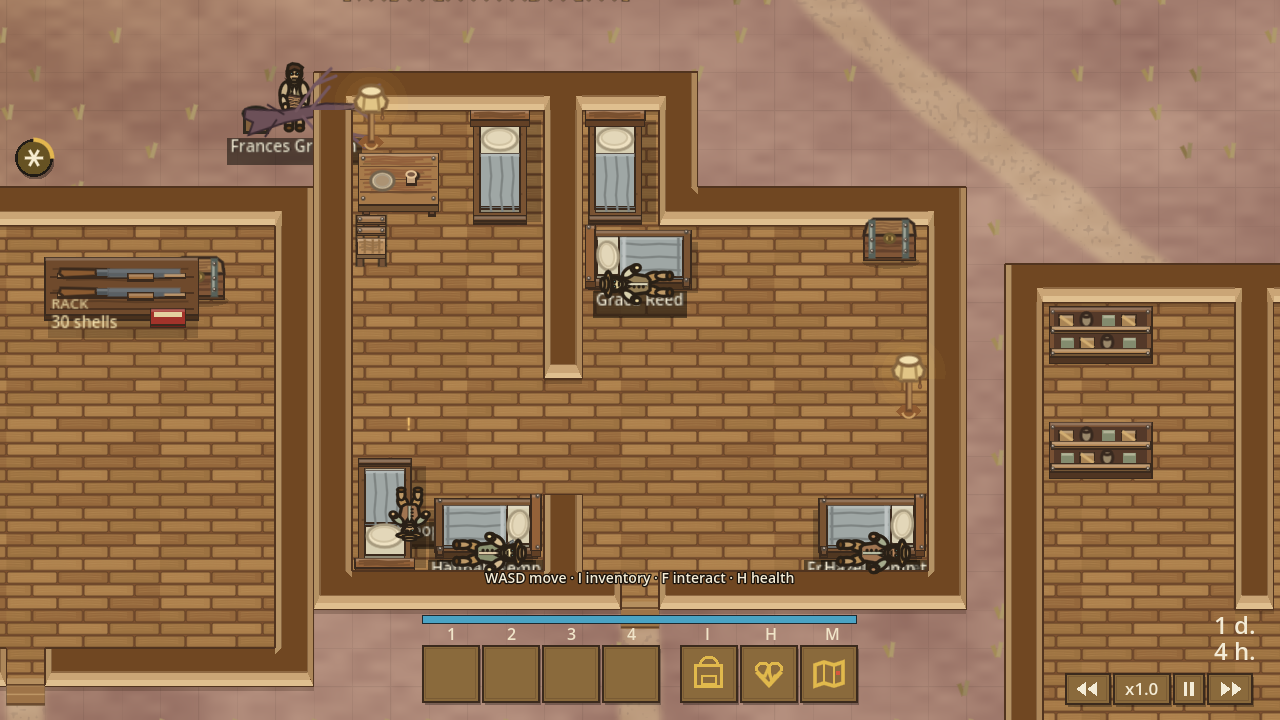 Frances Gr
RACK
30 shells
Reed
WASD move · I inventory · F interact · H health
1 2 3 4 I H M
1 d.
4 h.
x1.0